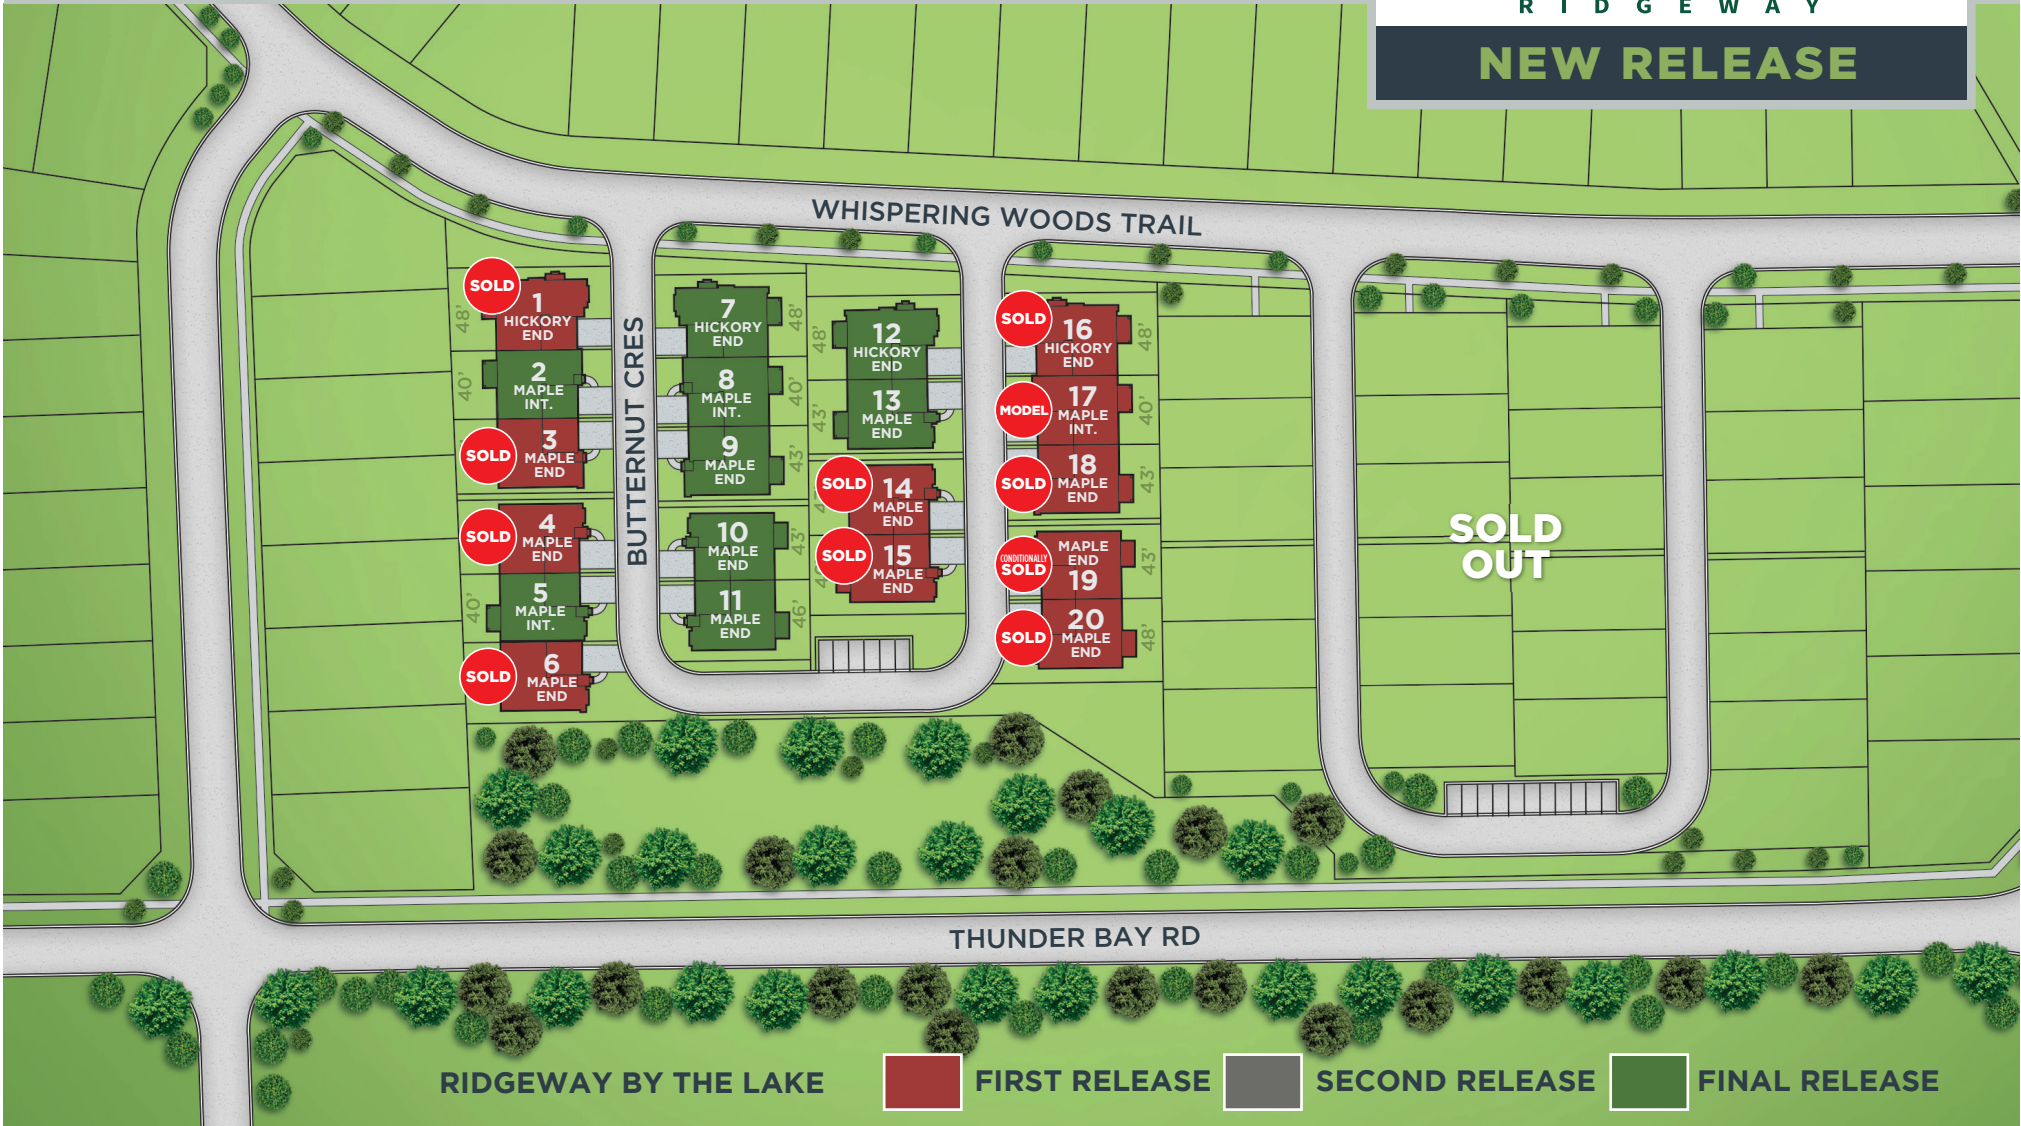 RIDGEWAY
NEW RELEASE
WHISPERING WOODS TRAIL
BUTTERNUT CRES
SOLD
1
HICKORY
END
48'
2
MAPLE
INT.
40'
SOLD
3
MAPLE
END
SOLD
4
MAPLE
END
5
MAPLE
INT.
40'
SOLD
6
MAPLE
END
7
HICKORY
END
48'
8
MAPLE
INT.
40'
9
MAPLE
END
43'
10
MAPLE
END
43'
11
MAPLE
END
46'
12
HICKORY
END
48'
13
MAPLE
END
43'
SOLD
14
MAPLE
END
SOLD
15
MAPLE
END
SOLD
16
HICKORY
END
48'
MODEL
17
MAPLE
INT.
40'
SOLD
18
MAPLE
END
43'
CONDITIONALLY
SOLD
MAPLE
END
19
43'
SOLD
20
MAPLE
END
48'
SOLD
OUT
THUNDER BAY RD
RIDGEWAY BY THE LAKE
FIRST RELEASE
SECOND RELEASE
FINAL RELEASE